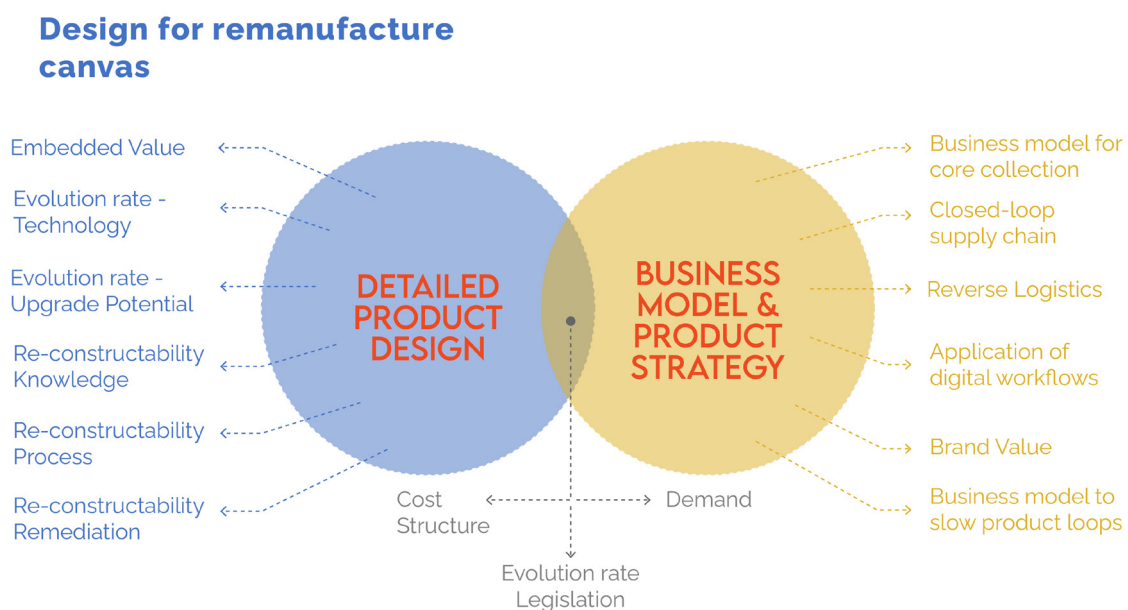 Design for remanufacture
canvas
Embedded Value
Evolution rate -
Technology
Evolution rate -
Upgrade Potential
Re-constructability
Knowledge
Re-constructability
Process
Re-constructability
Remediation
DETAILED
PRODUCT
DESIGN
BUSINESS
MODEL &
PRODUCT
STRATEGY
Business model for
core collection
Closed-loop
supply chain
Reverse Logistics
Application of
digital workflows
Brand Value
Business model to
slow product loops
Cost
Structure
Demand
Evolution rate
Legislation